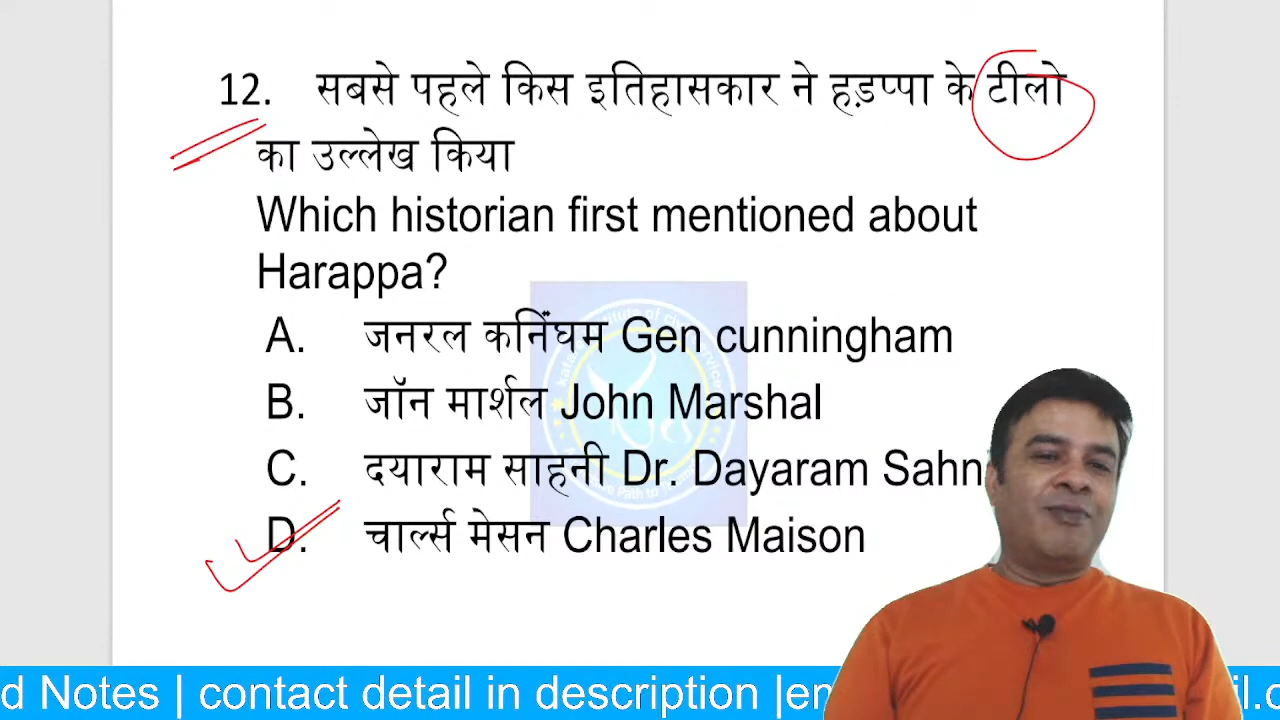 12. सबसे पहले किस इतिहासकार ने हड़प्पा के टीलो
का उल्लेख किया
Which historian first mentioned about
Harappa?
A. जनरल कनिंघम Gen cunningham
B. जॉन मार्शल John Marshal
C. दयाराम साहनी Dr. Dayaram Sahn
D. चार्ल्स मेसन Charles Maison
d Notes | contact detail in description |en